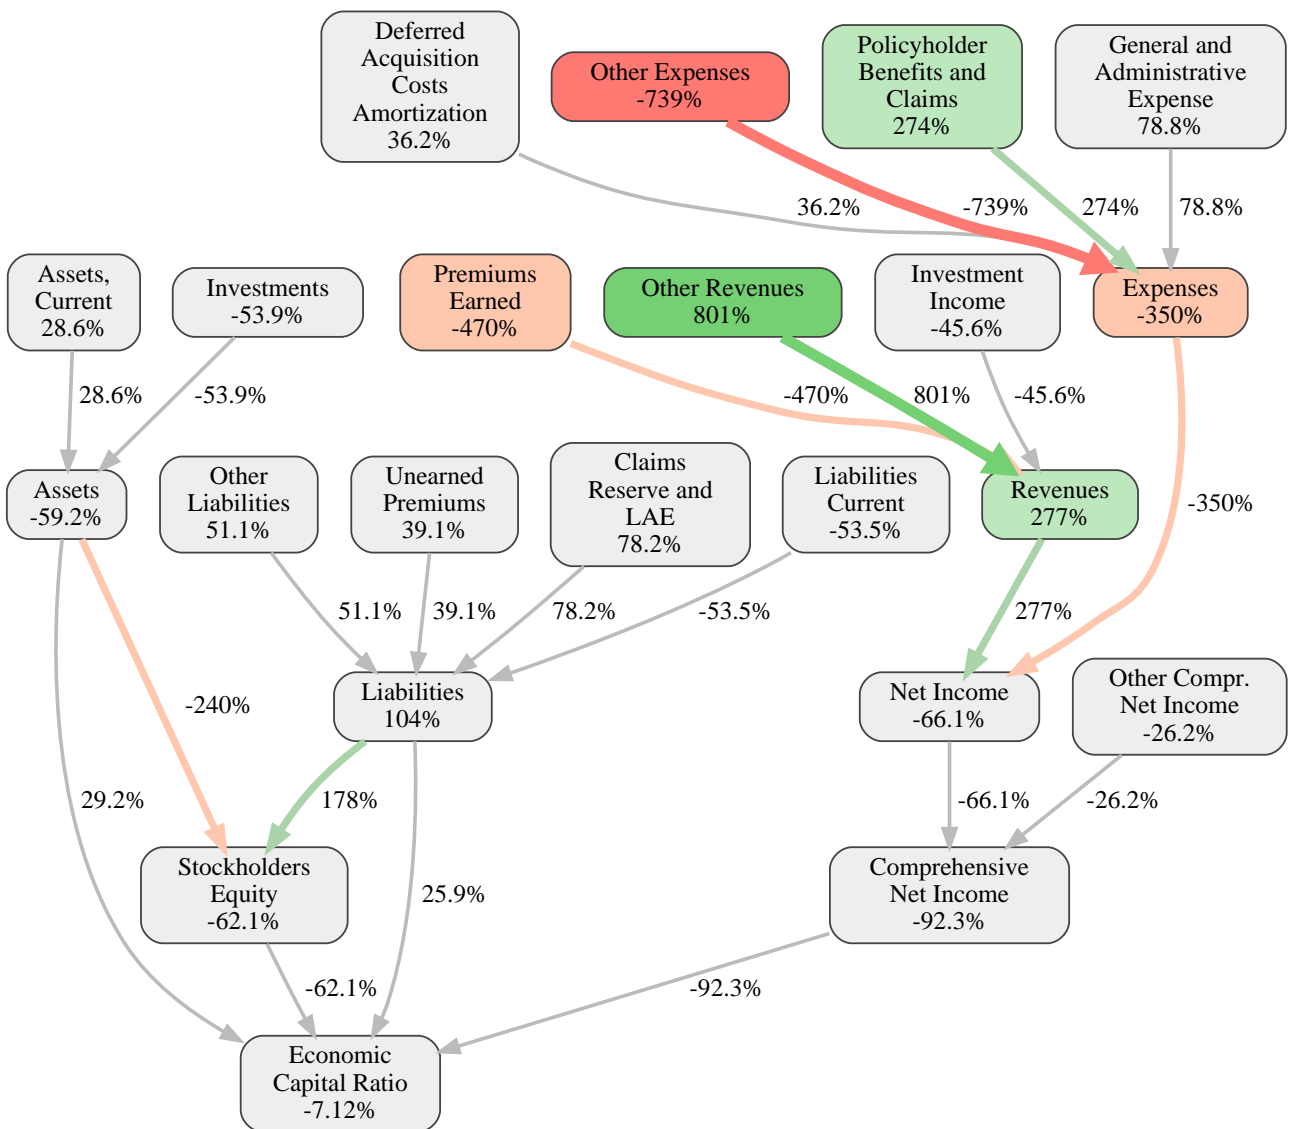 Deferred
Acquisition
Costs
Amortization
36.2%
Other Expenses
-739%
Policyholder
Benefits and
Claims
274%
General and
Administrative
Expense
78.8%
36.2%
-739%
274%
78.8%
Assets,
Current
28.6%
Investments
-53.9%
Premiums
Earned
-470%
Other Revenues
801%
Investment
Income
-45.6%
Expenses
-350%
28.6%
-53.9%
-470%
801%
-45.6%
Assets
-59.2%
Other
Liabilities
51.1%
Unearned
Premiums
39.1%
Claims
Reserve and
LAE
78.2%
Liabilities
Current
-53.5%
Revenues
277%
-350%
51.1%
39.1%
78.2%
-53.5%
277%
-240%
Liabilities
104%
Net Income
-66.1%
Other Compr.
Net Income
-26.2%
29.2%
178%
-66.1%
-26.2%
Stockholders
Equity
-62.1%
25.9%
Comprehensive
Net Income
-92.3%
-62.1%
-92.3%
Economic
Capital Ratio
-7.12%